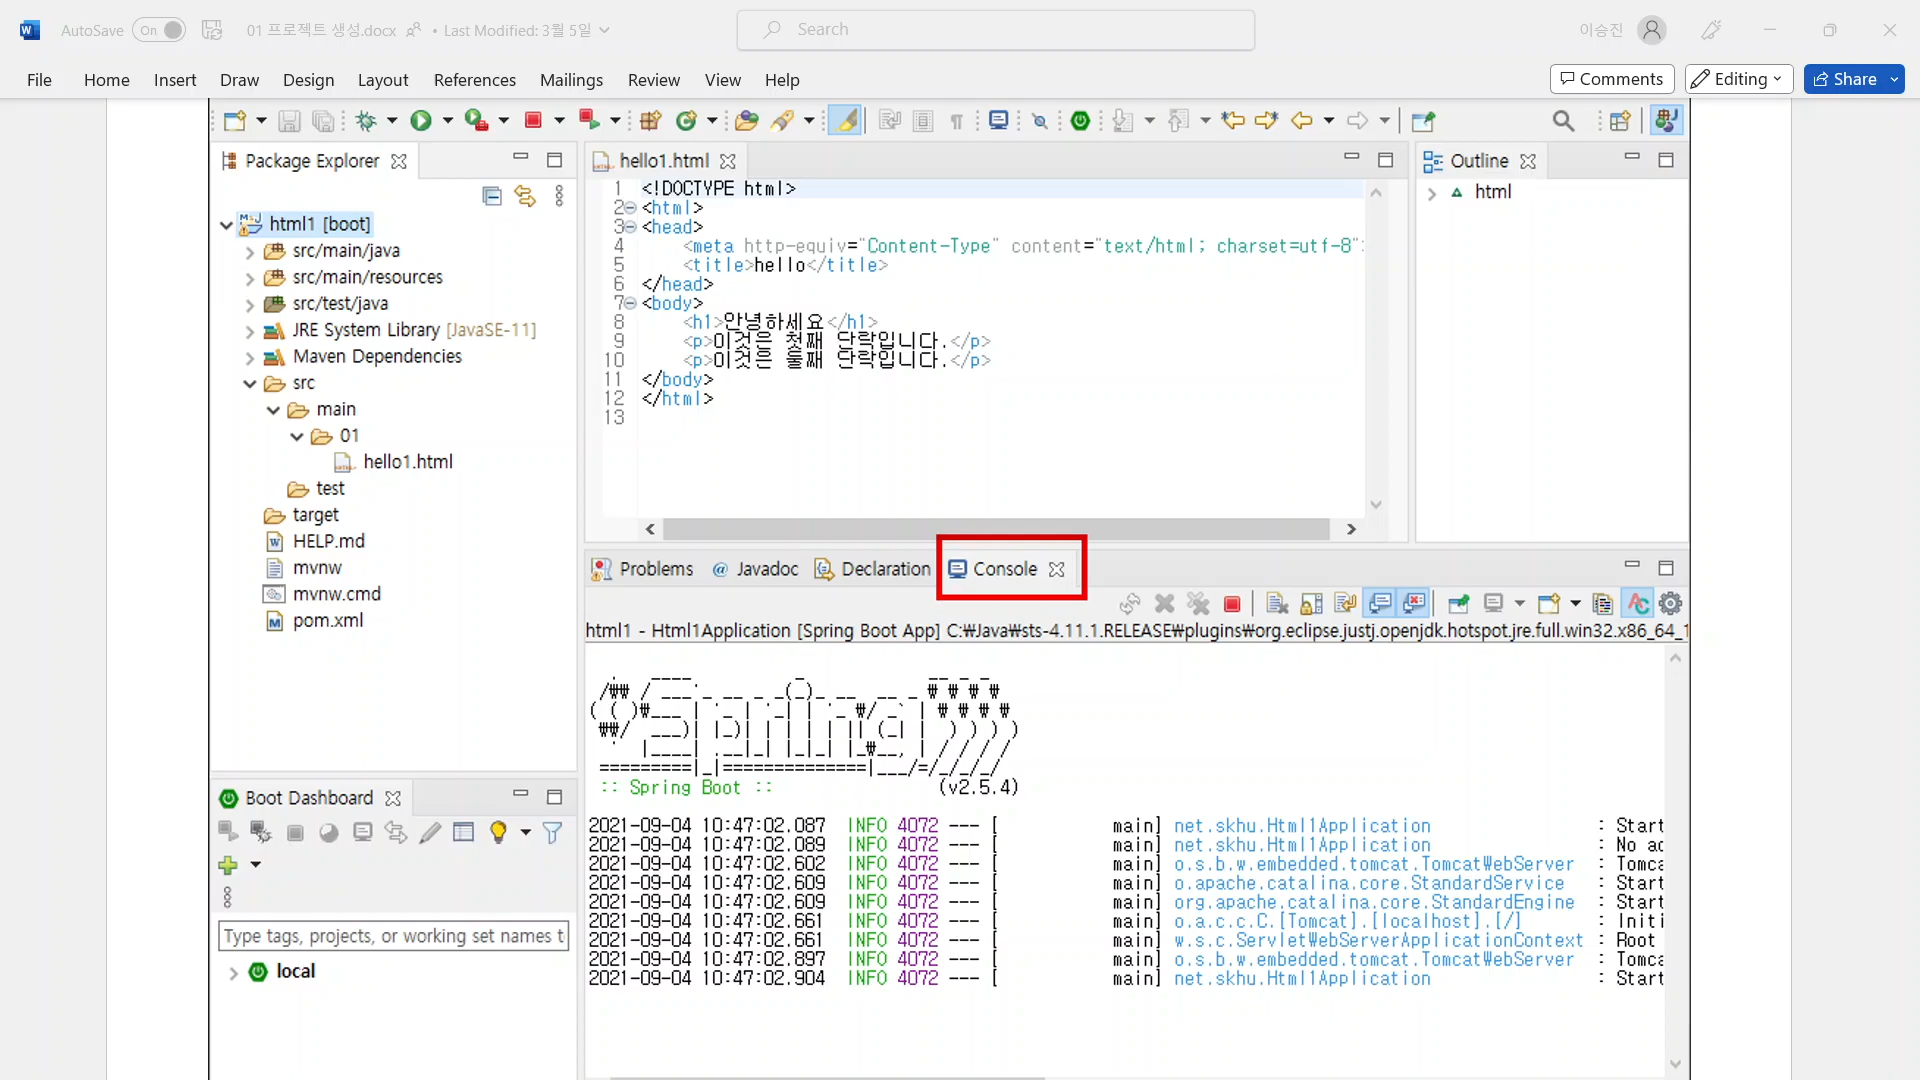 AutoSave On 01 프로젝트 생성.docx • Last Modified: 3월 5일
Search
이승진
File Home Insert Draw Design Layout References Mailings Review View Help
Comments Editing Share
Package Explorer
html1 [boot]
src/main/java
src/main/resources
src/test/java
JRE System Library [JavaSE-11]
Maven Dependencies
src
main
01
hello1.html
test
target
HELP.md
mvnw
mvnw.cmd
pom.xml
hello1.html
1 <!DOCTYPE html>
2 <html>
3 <head>
4 <meta http-equiv="Content-Type" content="text/html; charset=utf-8"
5 <title>hello</title>
6 </head>
7 <body>
8 <h1>안녕하세요</h1>
9 <p>이것은 첫째 단락입니다.</p>
10 <p>이것은 둘째 단락입니다.</p>
11 </body>
12 </html>
13
Outline
html
Problems Javadoc Declaration Console
html1 - Html1Application [Spring Boot App] C:₩Java₩sts-4.11.1.RELEASE₩plugins₩org.eclipse.justj.openjdk.hotspot.jre.full.win32.x86_64_1
Spring
:: Spring Boot :: (v2.5.4)
2021-09-04 10:47:02.087 INFO 4072 --- [ main] net.skhu.Html1Application : Start
2021-09-04 10:47:02.089 INFO 4072 --- [ main] net.skhu.Html1Application : No ac
2021-09-04 10:47:02.602 INFO 4072 --- [ main] o.s.b.w.embedded.tomcat.TomcatWebServer : Tomca
2021-09-04 10:47:02.609 INFO 4072 --- [ main] o.apache.catalina.core.StandardService : Start
2021-09-04 10:47:02.609 INFO 4072 --- [ main] org.apache.catalina.core.StandardEngine : Start
2021-09-04 10:47:02.661 INFO 4072 --- [ main] o.a.c.c.C.[Tomcat].[localhost].[/] : Initi
2021-09-04 10:47:02.661 INFO 4072 --- [ main] w.s.c.ServletWebServerApplicationContext : Root
2021-09-04 10:47:02.897 INFO 4072 --- [ main] o.s.b.w.embedded.tomcat.TomcatWebServer : Tomca
2021-09-04 10:47:02.904 INFO 4072 --- [ main] net.skhu.Html1Application : Start
Boot Dashboard
Type tags, projects, or working set names t
local